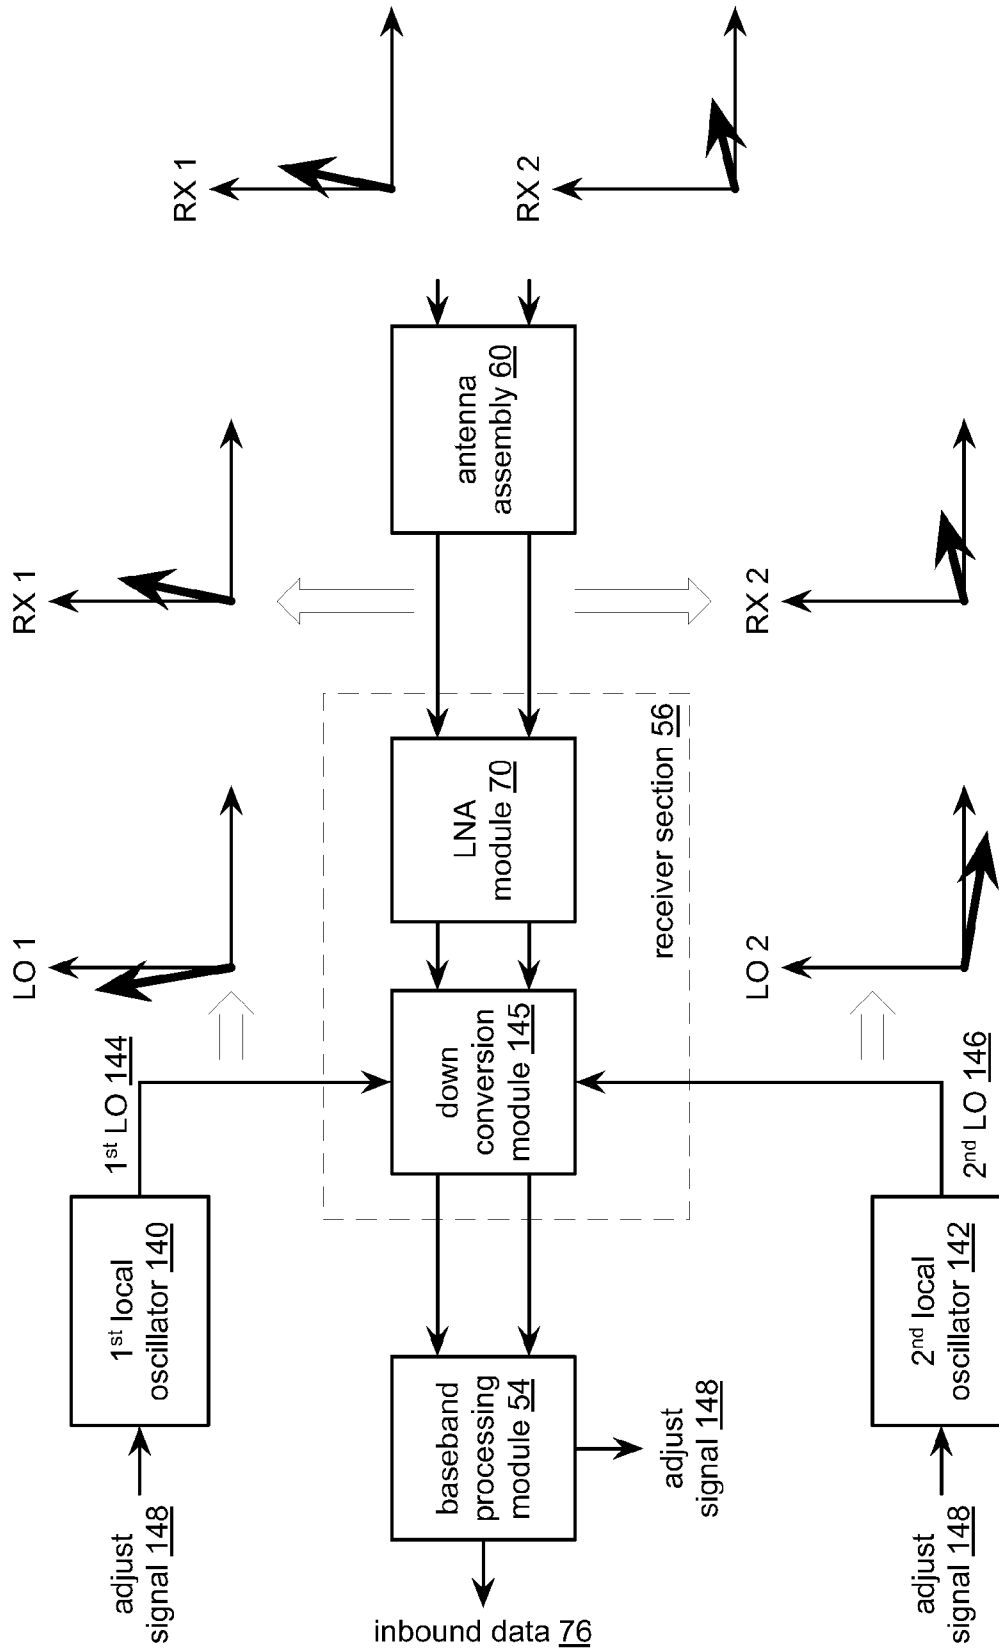 adjust
signal 148
1st local
oscillator 140
1st LO 144
LO 1
RX 1
RX 1
inbound data 76
baseband
processing
module 54
adjust
signal 148
down
conversion
module 145
LNA
module 70
receiver section 56
antenna
assembly 60
RX 2
adjust
signal 148
2nd local
oscillator 142
2nd LO 146
LO 2
RX 2